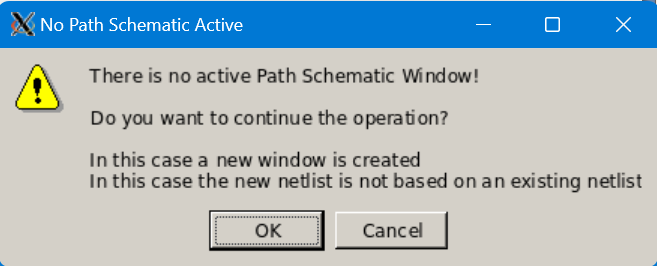 No Path Schematic Active
There is no active Path Schematic Window!
Do you want to continue the operation?
In this case a new window is created
In this case the new netlist is not based on an existing netlist
OK Cancel